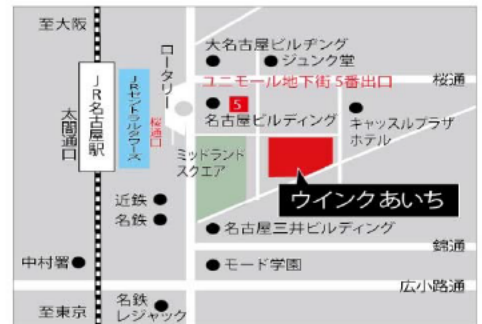 至大阪
ロータリー
大名古屋ビルヂング
ジュンク堂
ユニモール地下街 5番出口
桜通
JR名古屋駅
太閤通口
JRセントラルタワーズ
桜通口
5
名古屋ビルディング
キャッスルプラザ
ホテル
ミッドランド
スクエア
ウインクあいち
近鉄
名鉄
名古屋三井ビルディング
錦通
中村署
モード学園
広小路通
至東京
名鉄
レジャック